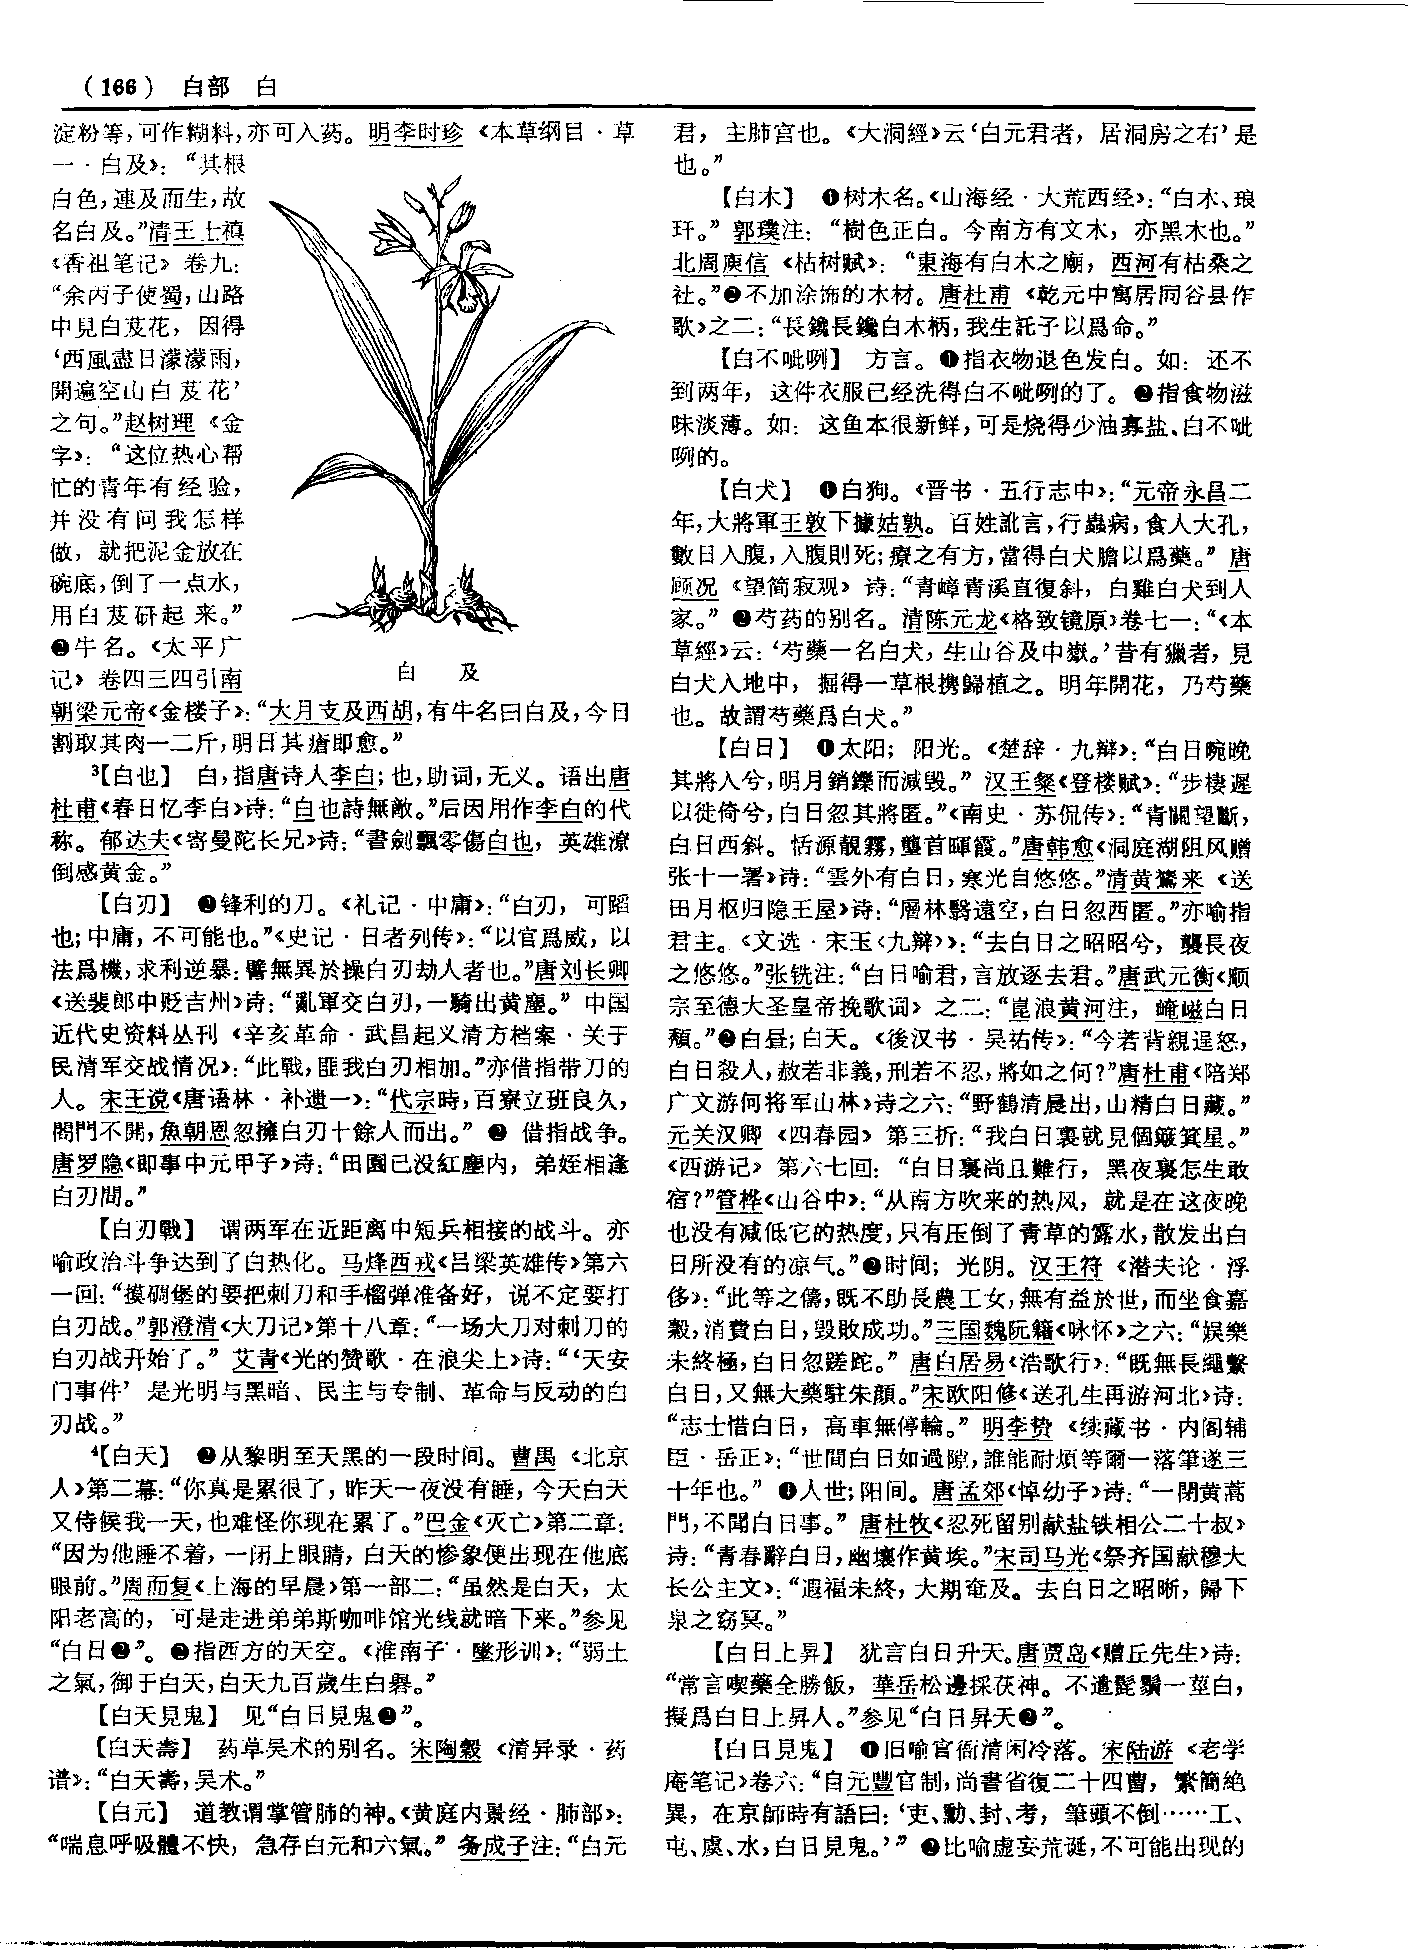 （166） 白部 白
淀粉等，可作糊料，亦可入药。明李时珍《本草纲目·草
一·白及》：“其根
白色，連及而生，故
名白及。”清王士禛
《香祖笔记》卷九：
“余丙子使蜀，山路
中見白芨花，因得
‘西風盡日濛濛雨，
開遍空山白芨花’
之句。”赵树理《金
字》：“这位热心帮
忙的青年有经验，
并没有问我怎样
做，就把泥金放在
碗底，倒了一点水，
用白芨研起来。”
❷牛名。《太平广
记》卷四三四引南
朝梁元帝《金楼子》：“大月支及西胡，有牛名曰白及，今日
割取其肉一二斤，明日其瘡即愈。”
白 及
³【白也】 白，指唐诗人李白；也，助词，无义。语出唐
杜甫《春日忆李白》诗：“白也詩無敵。”后因用作李白的代
称。郁达夫《寄曼陀长兄》诗：“書劍飄零傷白也，英雄潦
倒感黄金。”
【白刃】 ❶锋利的刀。《礼记·中庸》：“白刃，可蹈
也；中庸，不可能也。”《史记·日者列传》：“以官爲威，以
法爲機，求利逆暴：譬無異於操白刃劫人者也。”唐刘长卿
《送裴郎中贬吉州》诗：“亂軍交白刃，一騎出黄塵。”中国
近代史资料丛刊《辛亥革命·武昌起义清方档案·关于
民清军交战情况》：“此戰，匪我白刃相加。”亦借指带刀的
人。宋王谠《唐语林·补遗一》：“代宗時，百寮立班良久，
閤門不開，魚朝恩忽擁白刃十餘人而出。” ❷ 借指战争。
唐罗隐《即事中元甲子》诗：“田園已没紅塵内，弟姪相逢
白刃間。”
【白刃戰】 谓两军在近距离中短兵相接的战斗。亦
喻政治斗争达到了白热化。马烽西戎《吕梁英雄传》第六
一回：“摸碉堡的要把刺刀和手榴弹准备好，说不定要打
白刃战。”郭澄清《大刀记》第十八章：“一场大刀对刺刀的
白刃战开始了。”艾青《光的赞歌·在浪尖上》诗：“‘天安
门事件’是光明与黑暗、民主与专制、革命与反动的白
刃战。”
⁴【白天】 ❶从黎明至天黑的一段时间。曹禺《北京
人》第二幕：“你真是累很了，昨天一夜没有睡，今天白天
又侍候我一天，也难怪你现在累了。”巴金《灭亡》第二章：
“因为他睡不着，一闭上眼睛，白天的惨象便出现在他底
眼前。”周而复《上海的早晨》第一部二：“虽然是白天，太
阳老高的，可是走进弟弟斯咖啡馆光线就暗下来。”参见
“白日❷”。❷指西方的天空。《淮南子·墬形训》：“弱土
之氣，御于白天，白天九百歲生白礜。”
【白天見鬼】 见“白日見鬼❷”。
【白天壽】 药草吴术的别名。宋陶穀《清异录·药
谱》：“白天壽，吴术。”
【白元】 道教谓掌管肺的神。《黄庭内景经·肺部》：
“喘息呼吸體不快，急存白元和六氣。”务成子注：“白元
君，主肺宫也。《大洞經》云‘白元君者，居洞房之右’是
也。”
【白木】 ❶树木名。《山海经·大荒西经》：“白木、琅
玕。”郭璞注：“樹色正白。今南方有文木，亦黑木也。”
北周庾信《枯树赋》：“東海有白木之廟，西河有枯桑之
社。”❷不加涂饰的木材。唐杜甫《乾元中寓居同谷县作
歌》之二：“長鑱長鑱白木柄，我生託子以爲命。”
【白不呲咧】 方言。❶指衣物退色发白。如：还不
到两年，这件衣服已经洗得白不呲咧的了。❷指食物滋
味淡薄。如：这鱼本很新鲜，可是烧得少油寡盐、白不呲
咧的。
【白犬】 ❶白狗。《晋书·五行志中》：“元帝永昌二
年，大將軍王敦下據姑孰。百姓訛言，行蟲病，食人大孔，
數日入腹，入腹則死；療之有方，當得白犬膽以爲藥。”唐
顾况《望简寂观》诗：“青嶂青溪直復斜，白雞白犬到人
家。”❷芍药的别名。清陈元龙《格致镜原》卷七一：“《本
草經》云：‘芍藥一名白犬，生山谷及中嶽。’昔有獵者，見
白犬入地中，掘得一草根携歸植之。明年開花，乃芍藥
也。故謂芍藥爲白犬。”
【白日】 ❶太阳；阳光。《楚辞·九辩》：“白日晼晚
其將入兮，明月銷鑠而減毁。”汉王粲《登楼赋》：“步棲遲
以徙倚兮，白日忽其將匿。”《南史·苏侃传》：“青關望斷，
白日西斜。恬源靚霧，壟首暉霞。”唐韩愈《洞庭湖阻风赠
张十一署》诗：“雲外有白日，寒光自悠悠。”清黄鷟来《送
田月枢归隐王屋》诗：“層林翳遠空，白日忽西匿。”亦喻指
君主。《文选·宋玉〈九辩〉》：“去白日之昭昭兮，襲長夜
之悠悠。”张铣注：“白日喻君，言放逐去君。”唐武元衡《顺
宗至德大圣皇帝挽歌词》之二：“崑浪黄河注，崦嵫白日
頽。”❷白昼；白天。《後汉书·吴祐传》：“今若背親逞怒，
白日殺人，赦若非義，刑若不忍，將如之何？”唐杜甫《陪郑
广文游何将军山林》诗之六：“野鶴清晨出，山精白日藏。”
元关汉卿《四春园》第三折：“我白日裏就見個簸箕星。”
《西游记》第六七回：“白日裏尚且難行，黑夜裏怎生敢
宿？”管桦《山谷中》：“从南方吹来的热风，就是在这夜晚
也没有减低它的热度，只有压倒了青草的露水，散发出白
日所没有的凉气。”❸时间；光阴。汉王符《潜夫论·浮
侈》：“此等之儔，既不助長農工女，無有益於世，而坐食嘉
穀，消費白日，毁敗成功。”三国魏阮籍《咏怀》之六：“娱樂
未終極，白日忽蹉跎。”唐白居易《浩歌行》：“既無長繩繫
白日，又無大藥駐朱顔。”宋欧阳修《送孔生再游河北》诗：
“志士惜白日，高車無停輪。”明李贽《续藏书·内阁辅
臣·岳正》：“世間白日如過隙，誰能耐煩等爾一落筆遂三
十年也。”❹人世；阳间。唐孟郊《悼幼子》诗：“一閉黄蒿
門，不聞白日事。”唐杜牧《忍死留别献盐铁相公二十叔》
诗：“青春辭白日，幽壤作黄埃。”宋司马光《祭齐国献穆大
长公主文》：“遐福未終，大期奄及。去白日之昭晰，歸下
泉之窈冥。”
【白日上昇】 犹言白日升天。唐贾岛《赠丘先生》诗：
“常言喫藥全勝飯，華岳松邊採茯神。不遣髭鬚一莖白，
擬爲白日上昇人。”参见“白日昇天❷”。
【白日見鬼】 ❶旧喻官衙清闲冷落。宋陆游《老学
庵笔记》卷六：“自元豐官制，尚書省復二十四曹，繁簡絶
異，在京師時有語曰：‘吏、勳、封、考，筆頭不倒……工、
屯、虞、水，白日見鬼。’”❷比喻虚妄荒诞，不可能出现的